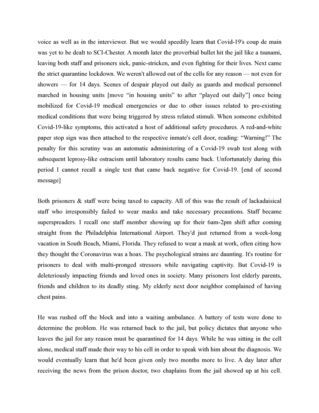 voice as well as in the interviewer. But we would speedily learn that Covid-19's coup de main
was yet to be dealt to SCI-Chester. A month later the proverbial bullet hit the jail like a tsunami,
leaving both staff and prisoners sick, panic-stricken, and even fighting for their lives. Next came
the strict quarantine lockdown. We weren't allowed out of the cells for any reason — not even for
showers — for 14 days. Scenes of despair played out daily as guards and medical personnel
marched in housing units [move “in housing units” to after “played out daily”] once being
mobilized for Covid-19 medical emergencies or due to other issues related to pre-existing
medical conditions that were being triggered by stress related stimuli. When someone exhibited
Covid-19-like symptoms, this activated a host of additional safety procedures. A red-and-white
paper stop sign was then attached to the respective inmate's cell door, reading: “Warning!” The
penalty for this scrutiny was an automatic administering of a Covid-19 swab test along with
subsequent leprosy-like ostracism until laboratory results came back. Unfortunately during this
period I cannot recall a single test that came back negative for Covid-19. [end of second
message]
Both prisoners & staff were being taxed to capacity. All of this was the result of lackadaisical
staff who irresponsibly failed to wear masks and take necessary precautions. Staff became
superspreaders. I recall one staff member showing up for their 6am-2pm shift after coming
straight from the Philadelphia International Airport. They'd just returned from a week-long
vacation in South Beach, Miami, Florida. They refused to wear a mask at work, often citing how
they thought the Coronavirus was a hoax. The psychological strains are daunting. It's routine for
prisoners to deal with multi-pronged stressors while navigating captivity. But Covid-19 is
deleteriously impacting friends and loved ones in society. Many prisoners lost elderly parents,
friends and children to its deadly sting. My elderly next door neighbor complained of having
chest pains.
He was rushed off the block and into a waiting ambulance. A battery of tests were done to
determine the problem. He was returned back to the jail, but policy dictates that anyone who
leaves the jail for any reason must be quarantined for 14 days. While he was sitting in the cell
alone, medical staff made their way to his cell in order to speak with him about the diagnosis. We
would eventually learn that he'd been given only two months more to live. A day later after
receiving the news from the prison doctor, two chaplains from the jail showed up at his cell.